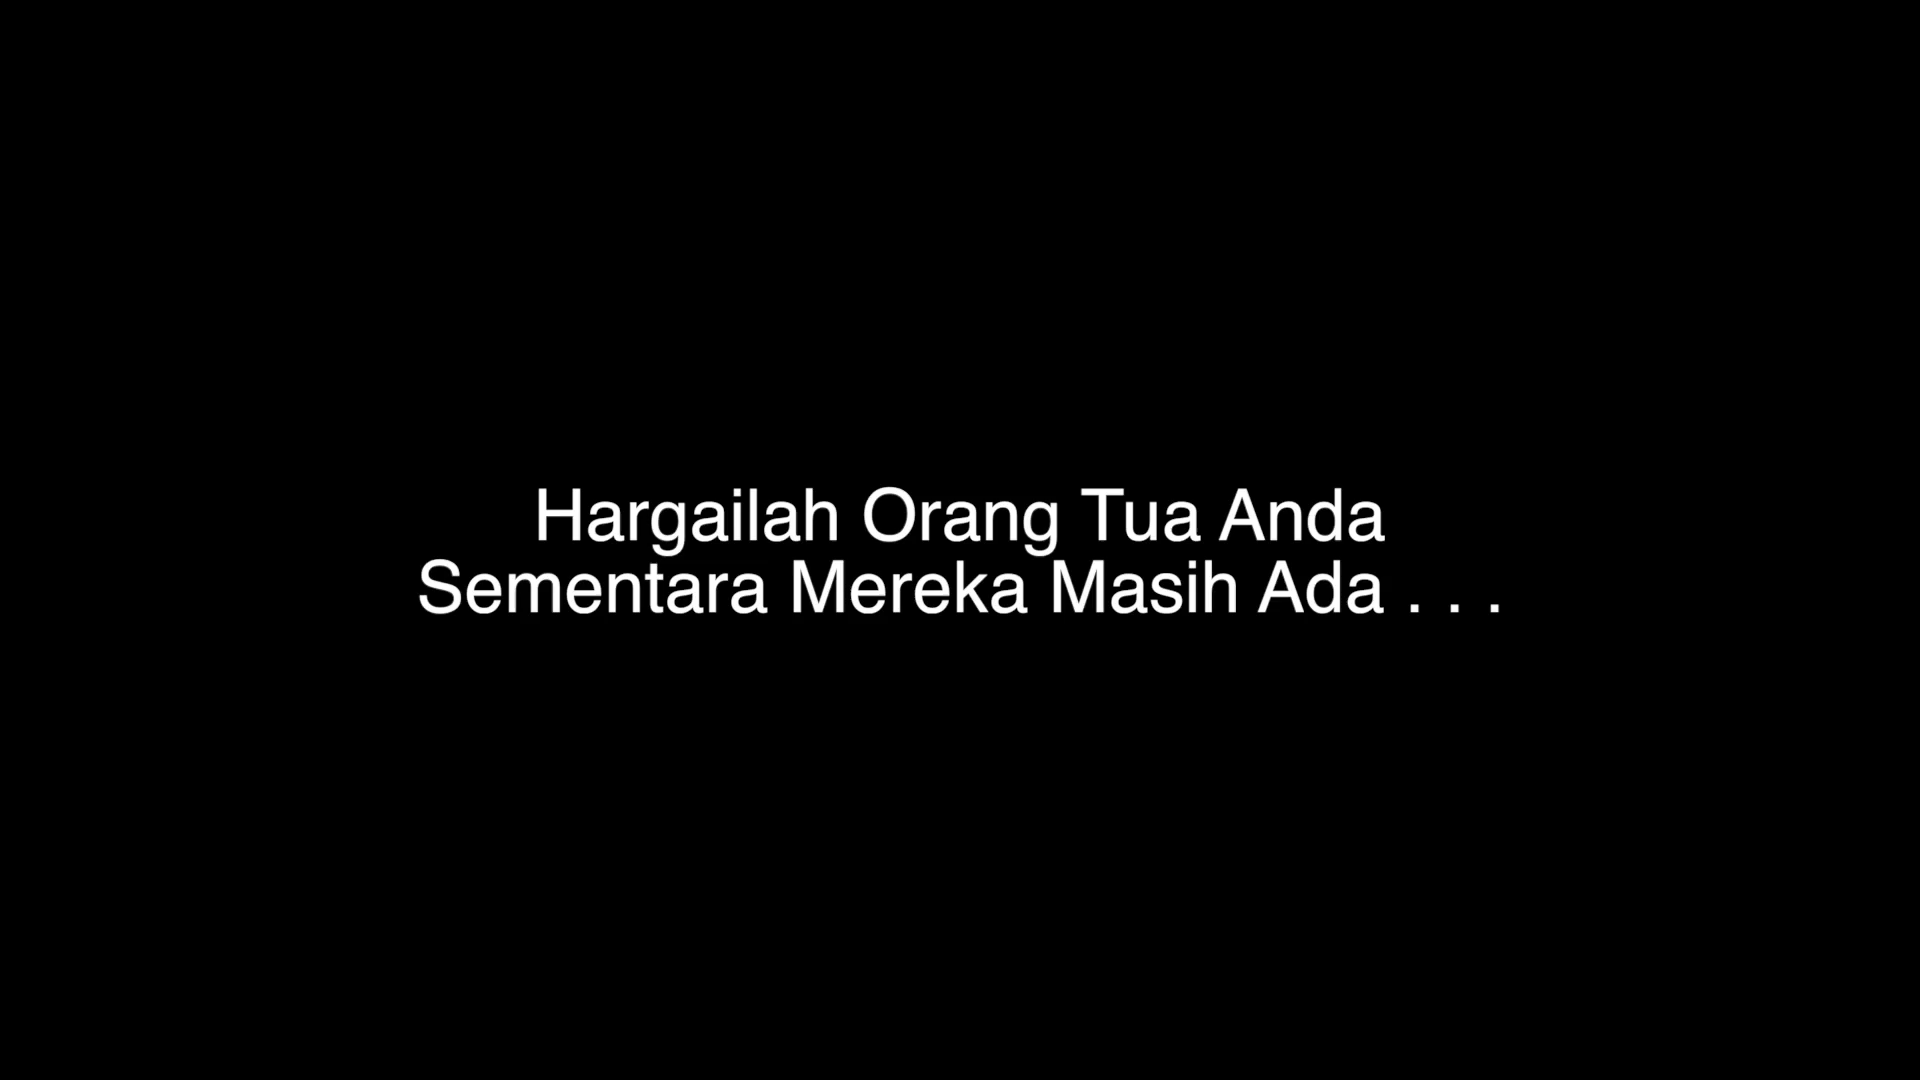 Hargailah Orang Tua Anda
Sementara Mereka Masih Ada . . .